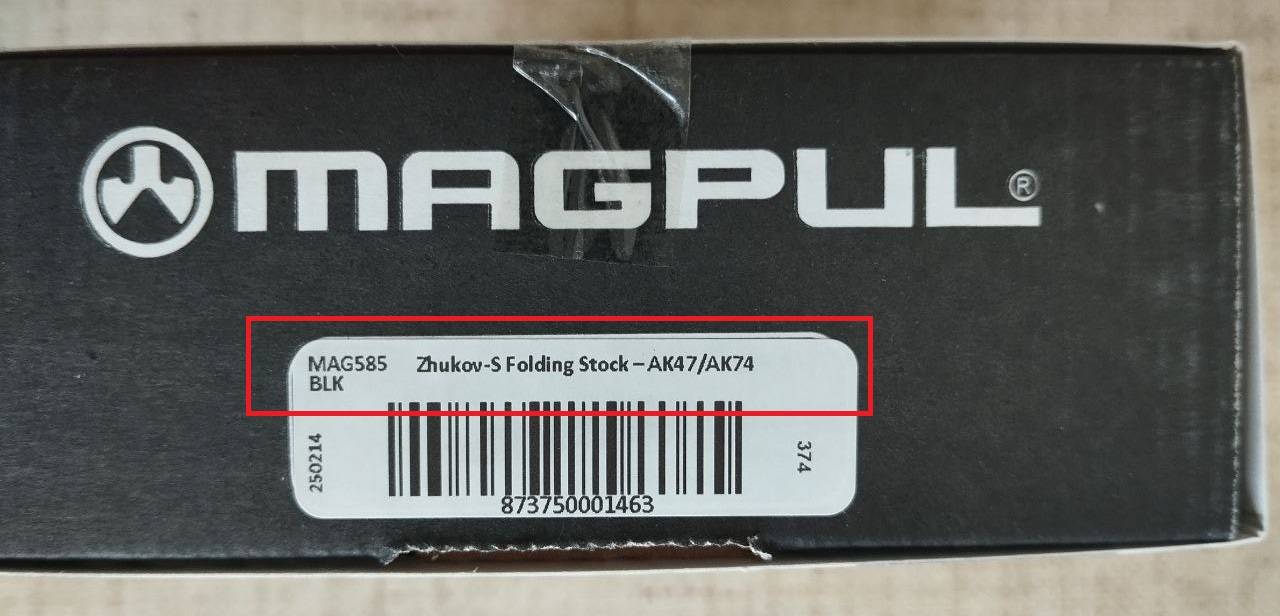 MAGPUL®
MAG585 Zhukov-S Folding Stock – AK47/AK74
BLK
250214
374
873750001463